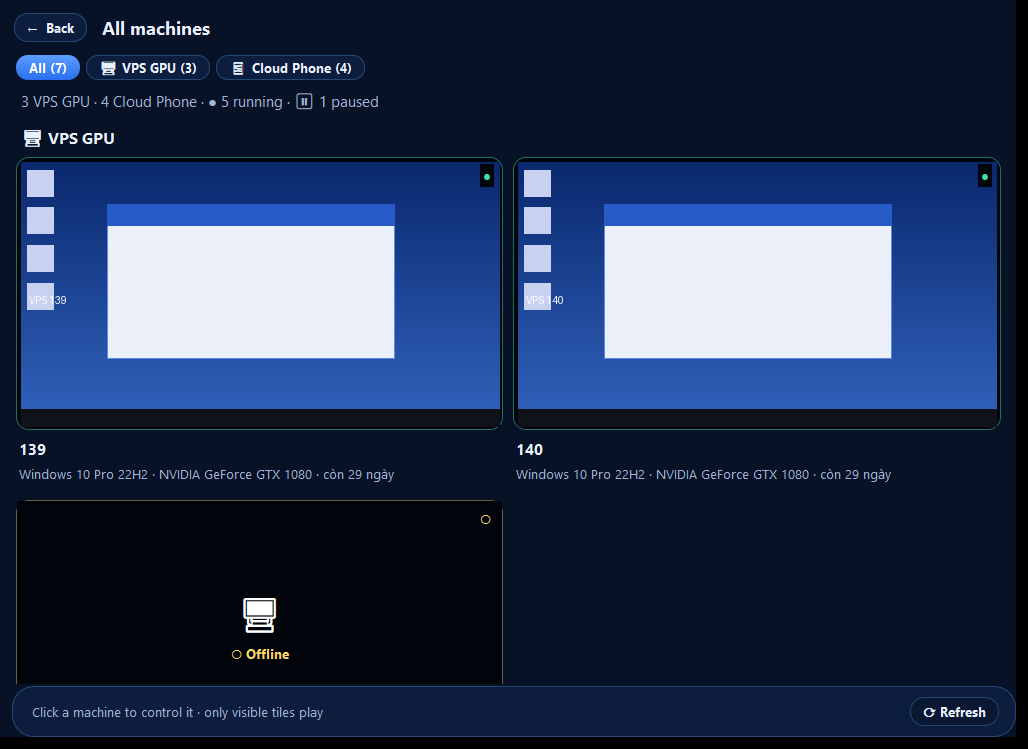 ← Back
All machines
All (7)
VPS GPU (3)
Cloud Phone (4)
3 VPS GPU · 4 Cloud Phone · ● 5 running · ⏸ 1 paused
VPS GPU
VPS 139
VPS 140
139
Windows 10 Pro 22H2 · NVIDIA GeForce GTX 1080 · còn 29 ngày
140
Windows 10 Pro 22H2 · NVIDIA GeForce GTX 1080 · còn 29 ngày
○ Offline
Click a machine to control it · only visible tiles play
⟳ Refresh